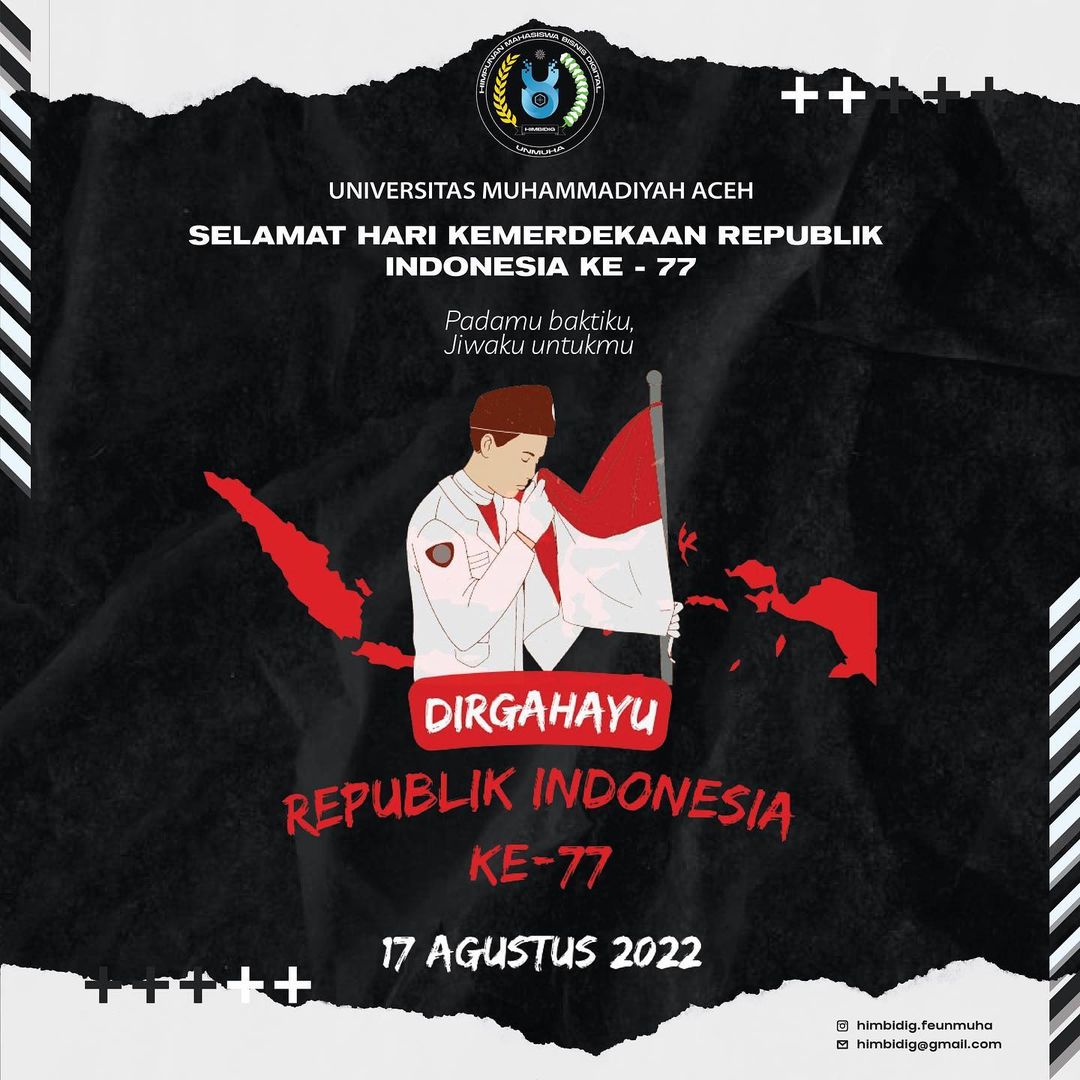 HIMPUNAN MAHASISWA BISNIS DIGITAL
HIMBIDIG
UNMUHA
UNIVERSITAS MUHAMMADIYAH ACEH
SELAMAT HARI KEMERDEKAAN REPUBLIK
INDONESIA KE - 77
Padamu baktiku,
Jiwaku untukmu
DIRGAHAYU
REPUBLIK INDONESIA
KE-77
17 AGUSTUS 2022
himbidig.feunmuha
himbidig@gmail.com